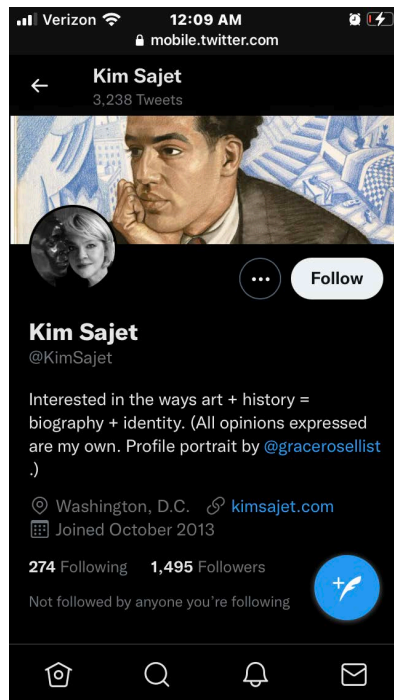 Verizon 12:09 AM
mobile.twitter.com
Kim Sajet
3,238 Tweets
Follow
Kim Sajet
@KimSajet
Interested in the ways art + history =
biography + identity. (All opinions expressed
are my own. Profile portrait by @gracerosellist
.)
Washington, D.C. kimsajet.com
Joined October 2013
274 Following 1,495 Followers
Not followed by anyone you’re following